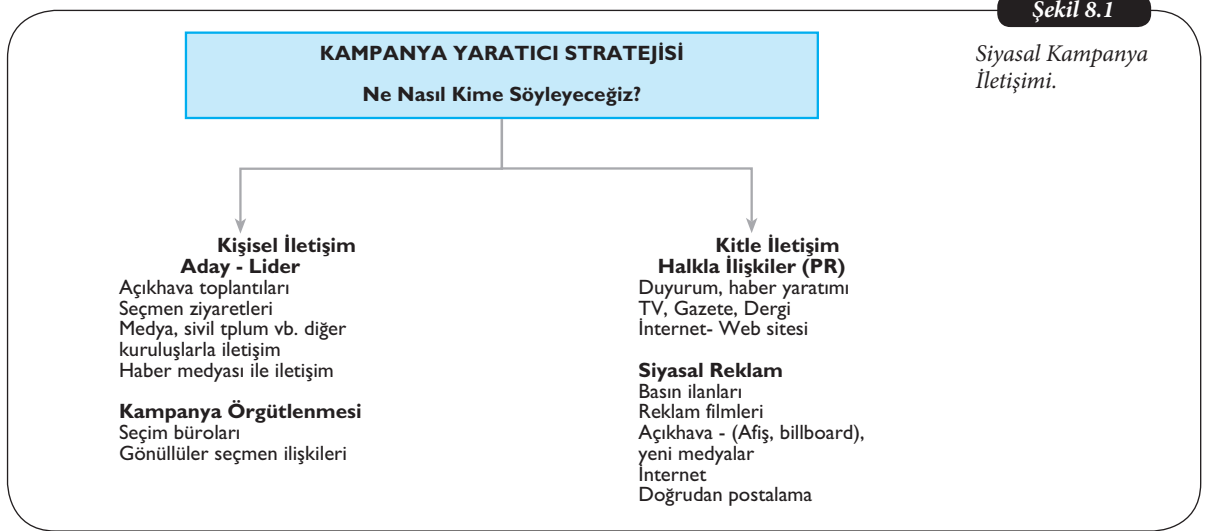 Şekil 8.1
Siyasal Kampanya
İletişimi.
KAMPANYA YARATICI STRATEJİSİ
Ne Nasıl Kime Söyleyeceğiz?
Kişisel İletişim
Aday - Lider
Açıkhava toplantıları
Seçmen ziyaretleri
Medya, sivil tplum vb. diğer
kuruluşlarla iletişim
Haber medyası ile iletişim
Kampanya Örgütlenmesi
Seçim büroları
Gönüllüler seçmen ilişkileri
Kitle İletişim
Halkla İlişkiler (PR)
Duyurum, haber yaratımı
TV, Gazete, Dergi
İnternet- Web sitesi
Siyasal Reklam
Basın ilanları
Reklam filmleri
Açıkhava - (Afiş, billboard),
yeni medyalar
İnternet
Doğrudan postalama